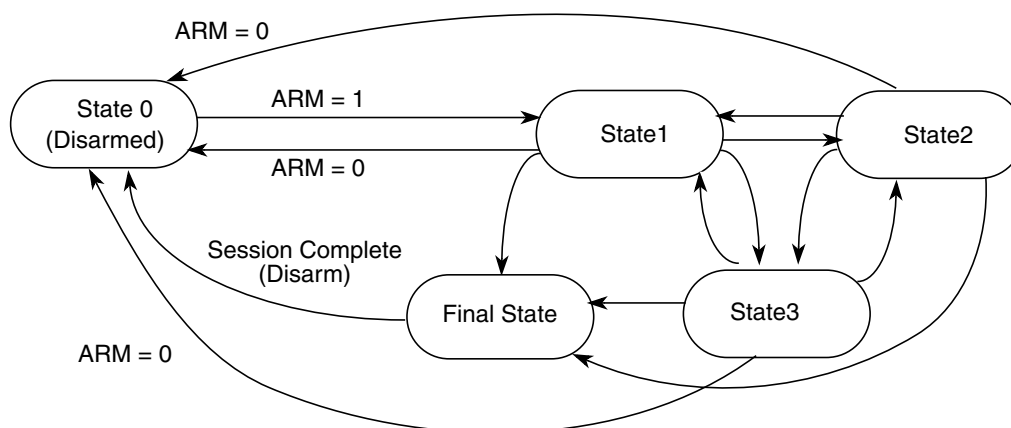 ARM = 0
State 0
(Disarmed)
ARM = 1
State1
State2
ARM = 0
Session Complete
(Disarm)
Final State
State3
ARM = 0